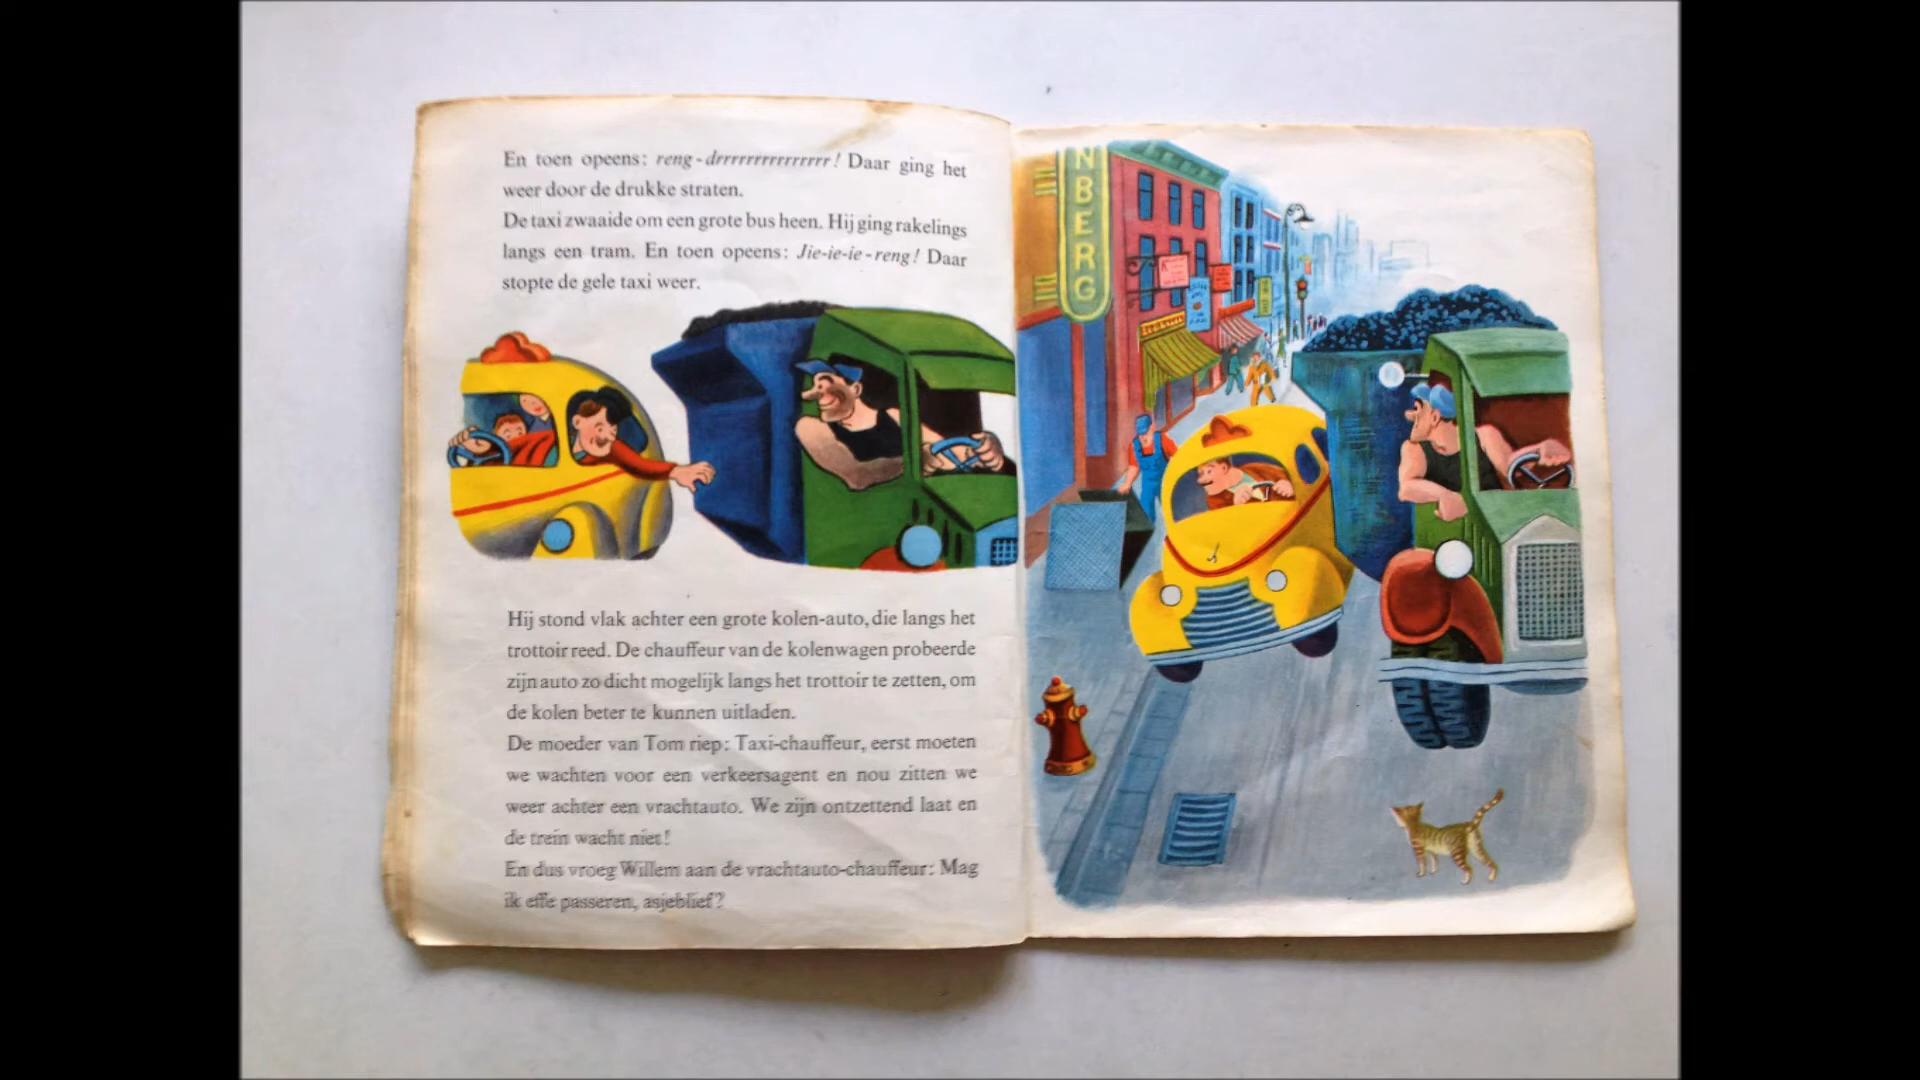 En toen opeens: reng-drrrrrrrrrrrrrrr! Daar ging het
weer door de drukke straten.
De taxi zwaaide om een grote bus heen. Hij ging rakelings
langs een tram. En toen opeens: Jie-ie-ie-reng! Daar
stopte de gele taxi weer.
Hij stond vlak achter een grote kolen-auto, die langs het
trottoir reed. De chauffeur van de kolenwagen probeerde
zijn auto zo dicht mogelijk langs het trottoir te zetten, om
de kolen beter te kunnen uitladen.
De moeder van Tom riep: Taxi-chauffeur, eerst moeten
we wachten voor een verkeersagent en nou zitten we
weer achter een vrachtauto. We zijn ontzettend laat en
de trein wacht niet!
En dus vroeg Willem aan de vrachtauto-chauffeur: Mag
ik effe passeren, asjeblief?
NBERG